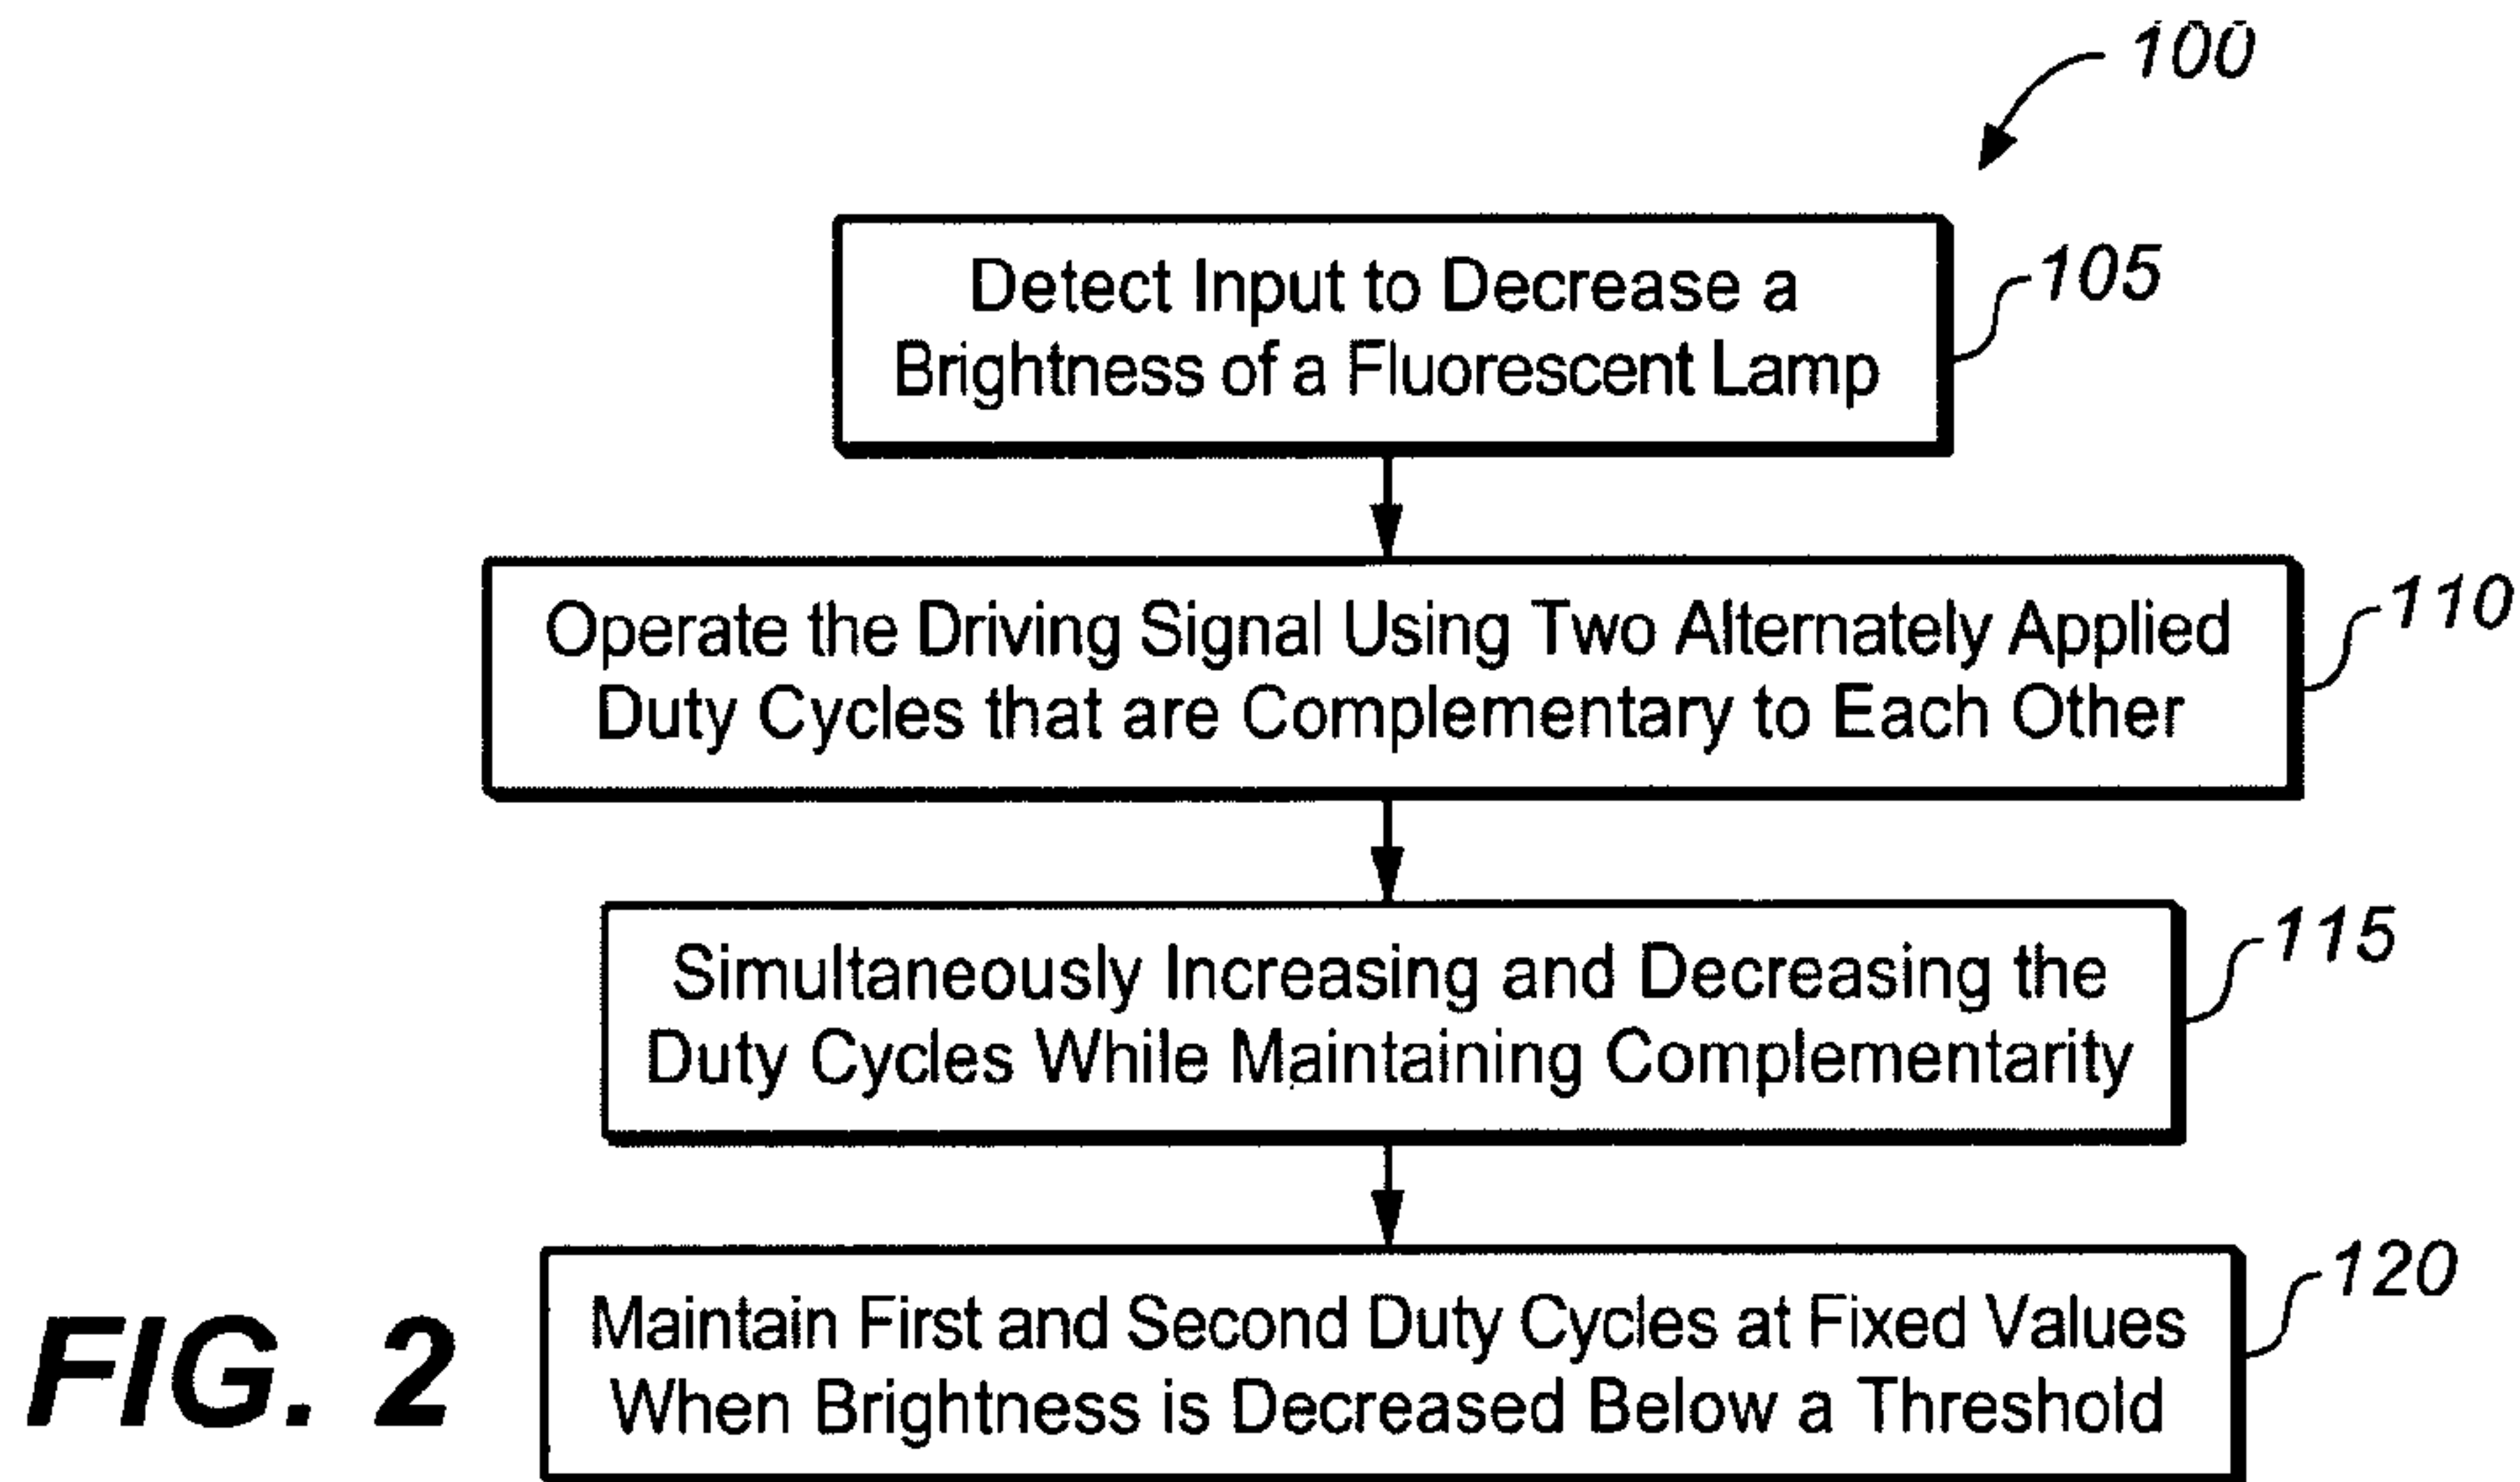 100
Detect Input to Decrease a
Brightness of a Fluorescent Lamp
105
Operate the Driving Signal Using Two Alternately Applied
Duty Cycles that are Complementary to Each Other
110
Simultaneously Increasing and Decreasing the
Duty Cycles While Maintaining Complementarity
115
Maintain First and Second Duty Cycles at Fixed Values
When Brightness is Decreased Below a Threshold
120
FIG. 2